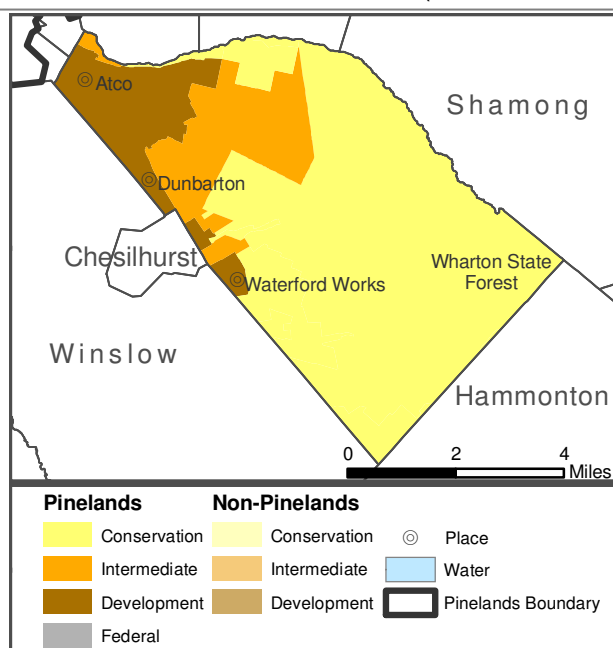 Atco
Shamong
Dunbarton
Chesilhurst
Waterford Works
Wharton State
Forest
Winslow
Hammonton
0 2 4
Miles
Pinelands Non-Pinelands
Conservation Conservation Place
Intermediate Intermediate Water
Development Development Pinelands Boundary
Federal